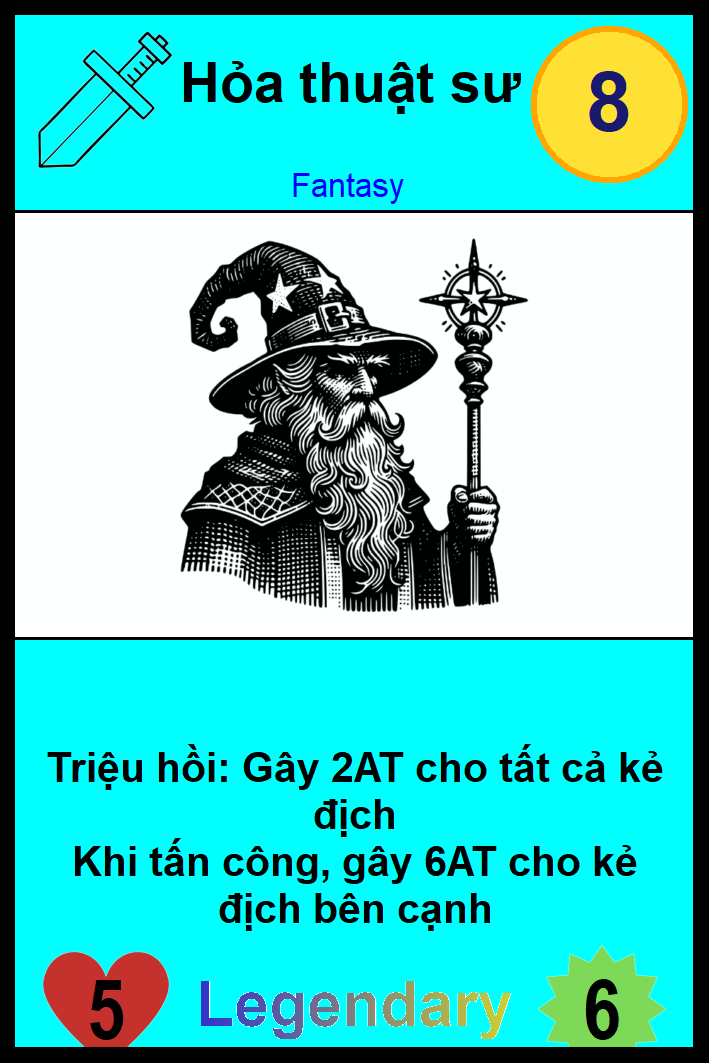 Hỏa thuật sư
8
Fantasy
Triệu hồi: Gây 2AT cho tất cả kẻ
địch
Khi tấn công, gây 6AT cho kẻ
địch bên cạnh
5
Legendary
6